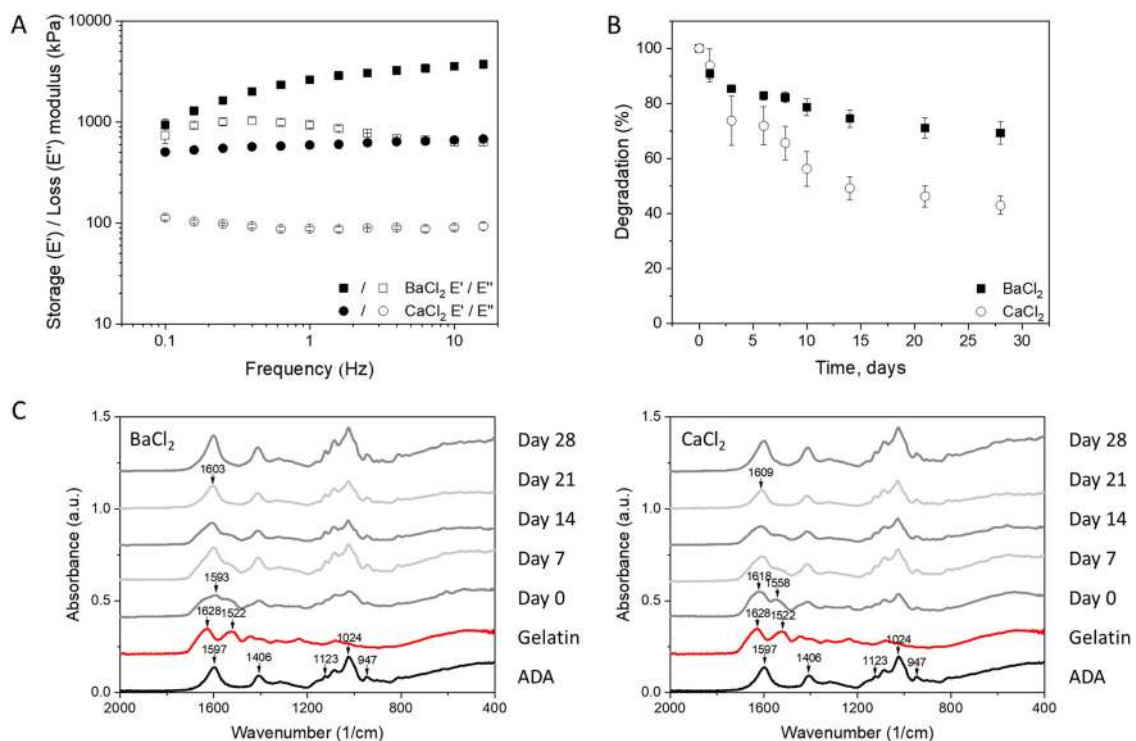 A
Storage (E') / Loss (E'') modulus (kPa)
10000
1000
100
10
0.1
1
10
Frequency (Hz)
/ BaCl₂ E' / E''
/ CaCl₂ E' / E''
B
Degradation (%)
100
80
60
40
20
0
0
5
10
15
20
25
30
Time, days
BaCl₂
CaCl₂
C
Absorbance (a.u.)
1.5
1.0
0.5
0.0
BaCl₂
1603
1593
1628
1522
1597
1406
1123
1024
947
2000
1600
1200
800
400
Wavenumber (1/cm)
Day 28
Day 21
Day 14
Day 7
Day 0
Gelatin
ADA
Absorbance (a.u.)
1.5
1.0
0.5
0.0
CaCl₂
1609
1618
1558
1628
1522
1597
1406
1123
1024
947
2000
1600
1200
800
400
Wavenumber (1/cm)
Day 28
Day 21
Day 14
Day 7
Day 0
Gelatin
ADA